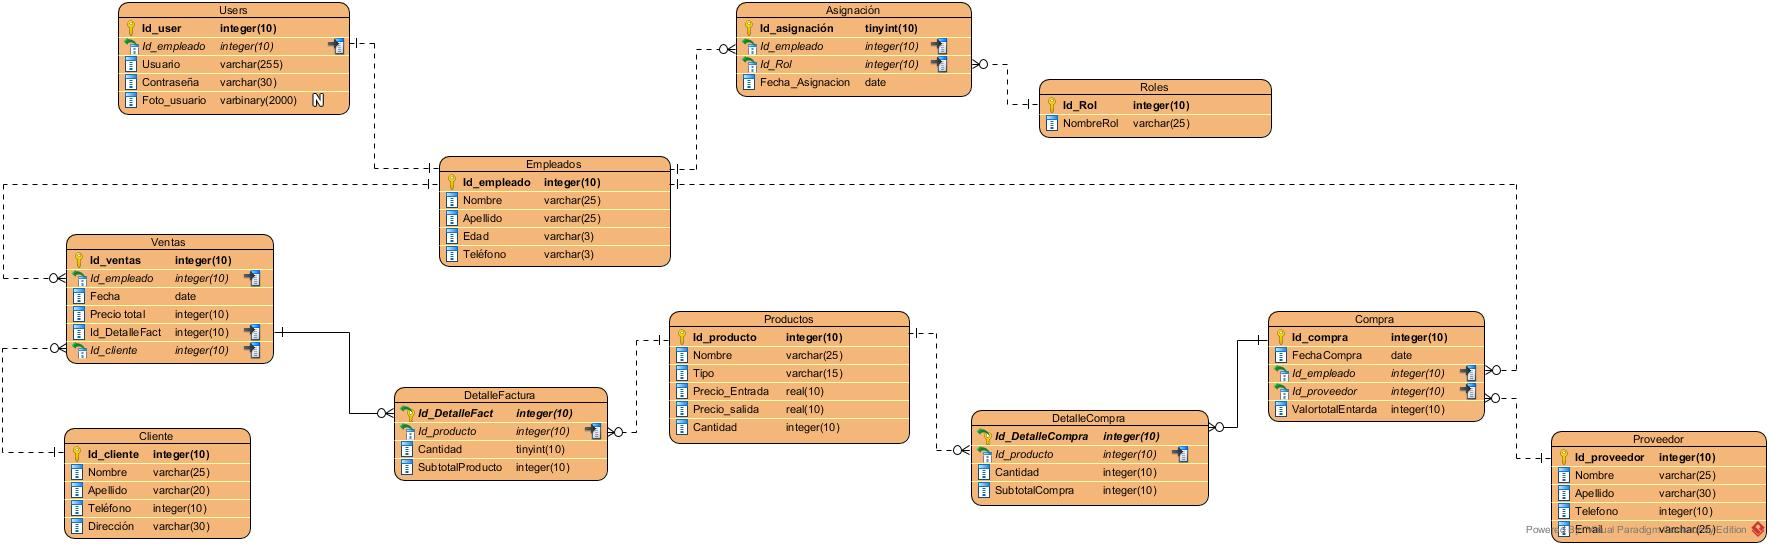 Users
Id_user integer(10)
Id_empleado integer(10)
Usuario varchar(255)
Contraseña varchar(30)
Foto_usuario varbinary(2000) N
Asignación
Id_asignación tinyint(10)
Id_empleado integer(10)
Id_Rol integer(10)
Fecha_Asignacion date
Roles
Id_Rol integer(10)
NombreRol varchar(25)
Empleados
Id_empleado integer(10)
Nombre varchar(25)
Apellido varchar(25)
Edad varchar(3)
Teléfono varchar(3)
Ventas
Id_ventas integer(10)
Id_empleado integer(10)
Fecha date
Precio total integer(10)
Id_DetalleFact integer(10)
Id_cliente integer(10)
Cliente
Id_cliente integer(10)
Nombre varchar(25)
Apellido varchar(20)
Teléfono integer(10)
Dirección varchar(30)
DetalleFactura
Id_DetalleFact integer(10)
Id_producto integer(10)
Cantidad tinyint(10)
SubtotalProducto integer(10)
Productos
Id_producto integer(10)
Nombre varchar(25)
Tipo varchar(15)
Precio_Entrada real(10)
Precio_salida real(10)
Cantidad integer(10)
DetalleCompra
Id_DetalleCompra integer(10)
Id_producto integer(10)
Cantidad integer(10)
SubtotalCompra integer(10)
Compra
Id_compra integer(10)
FechaCompra date
Id_empleado integer(10)
Id_proveedor integer(10)
ValortotalEntarda integer(10)
Proveedor
Id_proveedor integer(10)
Nombre varchar(25)
Apellido varchar(30)
Telefono integer(10)
Email varchar(25)
Visual Paradigm Edition